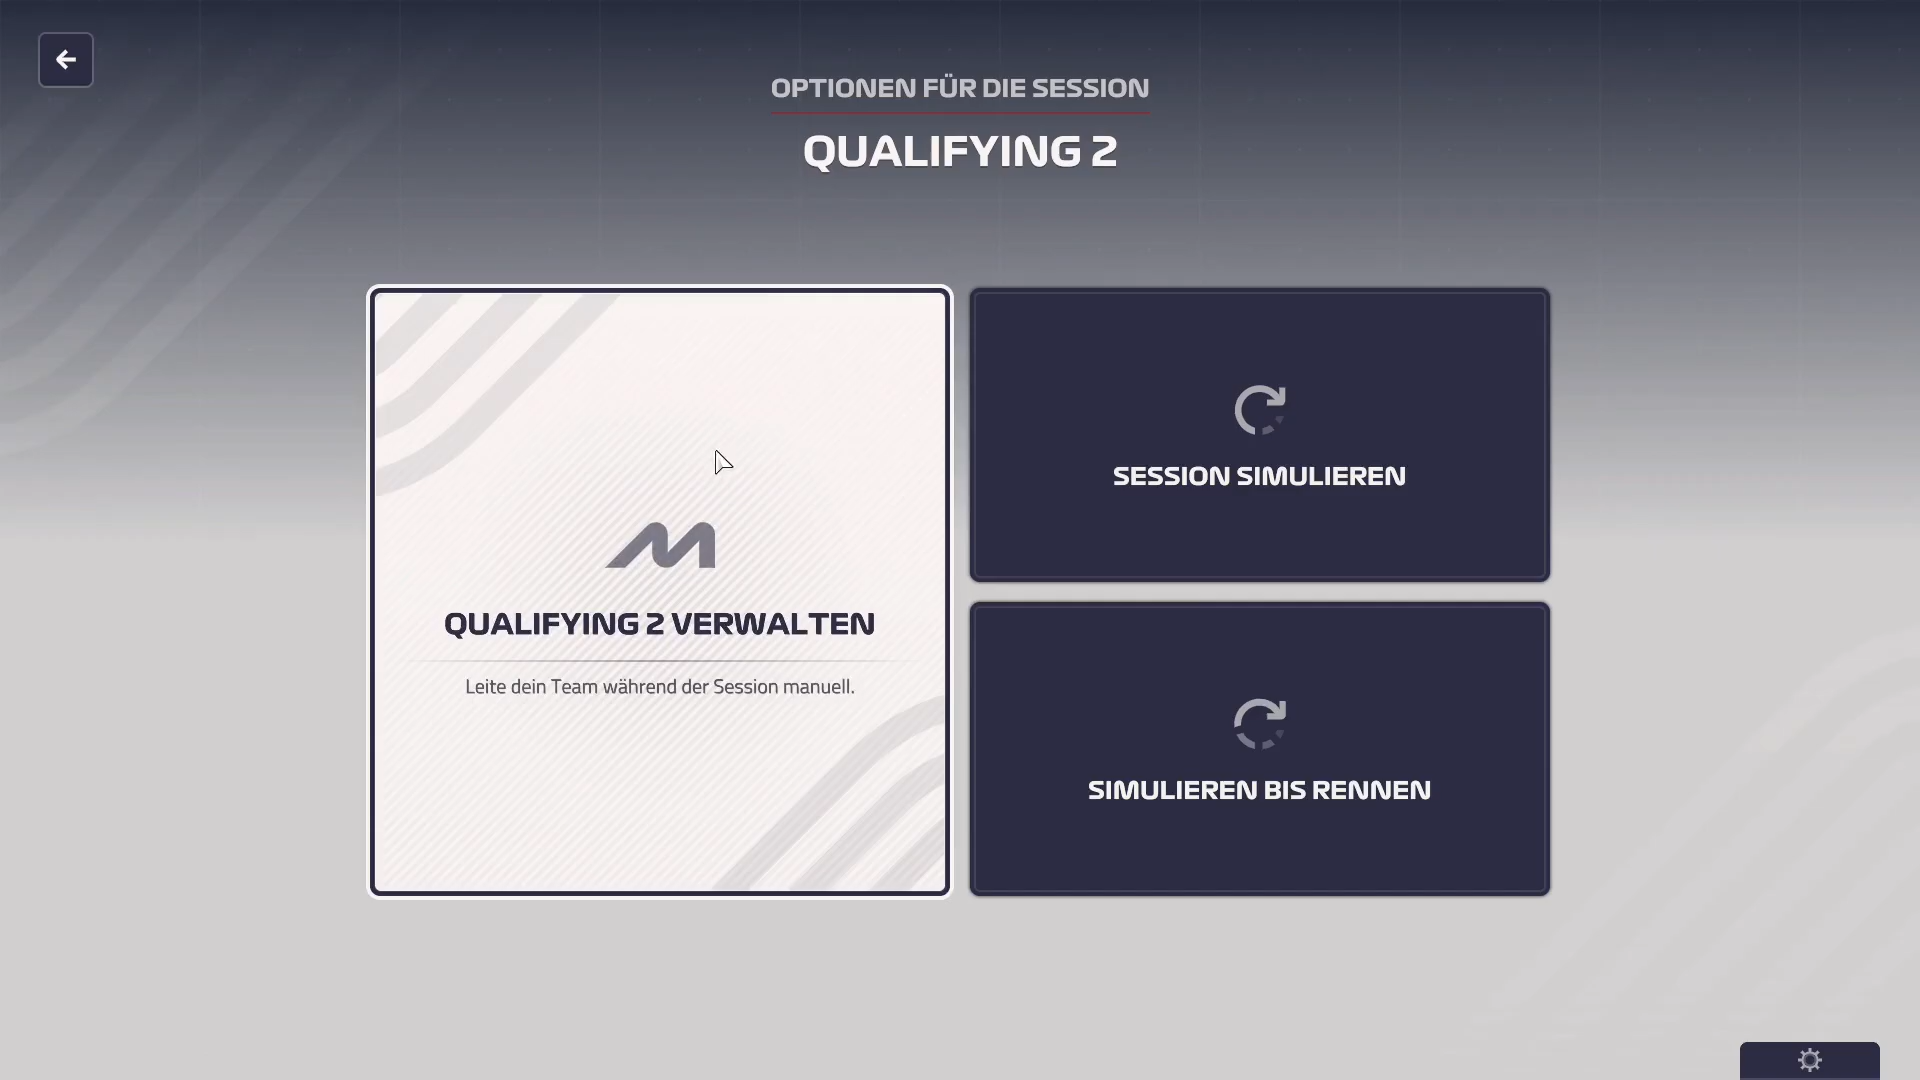 OPTIONEN FÜR DIE SESSION
QUALIFYING 2
QUALIFYING 2 VERWALTEN
Leite dein Team während der Session manuell.
SESSION SIMULIEREN
SIMULIEREN BIS RENNEN